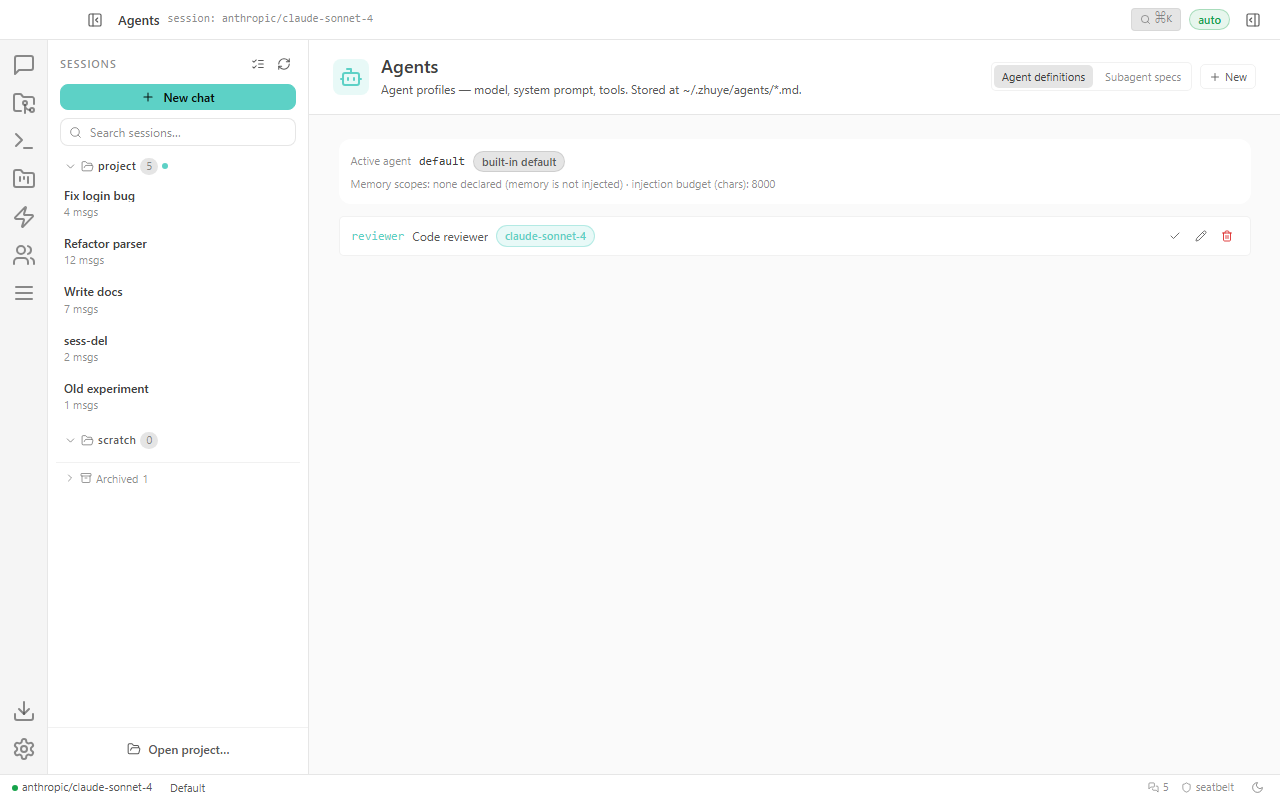 Agents session: anthropic/claude-sonnet-4
⌘K
auto
SESSIONS
New chat
Search sessions...
project 5
Fix login bug
4 msgs
Refactor parser
12 msgs
Write docs
7 msgs
sess-del
2 msgs
Old experiment
1 msgs
scratch 0
Archived 1
Open project...
Agents
Agent profiles — model, system prompt, tools. Stored at ~/.zhuye/agents/*.md.
Agent definitions
Subagent specs
New
Active agent default built-in default
Memory scopes: none declared (memory is not injected) · injection budget (chars): 8000
reviewer Code reviewer claude-sonnet-4
anthropic/claude-sonnet-4 Default
5 seatbelt